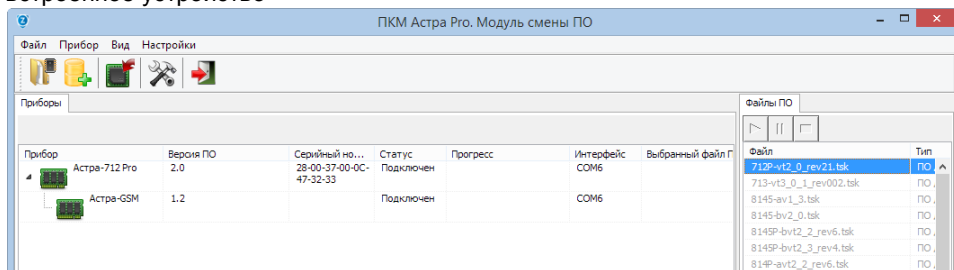 встроенное устройство
ПКМ Астра Pro. Модуль смены ПО
Файл Прибор Вид Настройки
Приборы
Файлы ПО
Прибор Версия ПО Серийный но... Статус Прогресс Интерфейс Выбранный файл П
Файл Тип
Астра-712 Pro 2.0 28-00-37-00-0C-47-32-33 Подключен COM6
Астра-GSM 1.2 Подключен COM6
712P-vt2_0_rev21.tsk ПО,
713-vt3_0_1_rev002.tsk ПО,
8145-av1_3.tsk ПО,
8145-bv2_0.tsk ПО,
8145P-bvt2_2_rev6.tsk ПО,
8145P-bvt2_3_rev4.tsk ПО,
814P-avt2_2_rev6.tsk ПО,